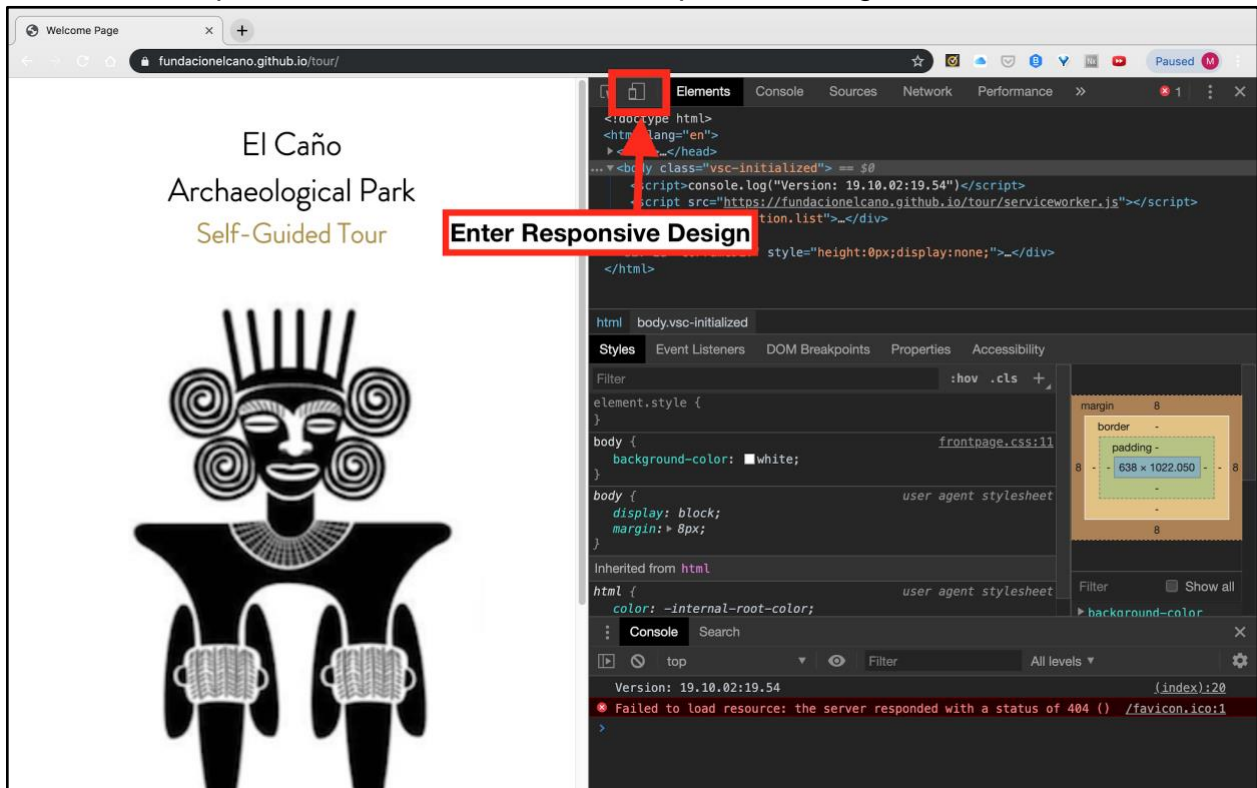 Welcome Page
fundacionelcano.github.io/tour/
Paused M
El Caño
Archaeological Park
Self-Guided Tour
Enter Responsive Design
Elements Console Sources Network Performance » 1
<!doctype html>
lang="en">
…</head>
…▾<body class="vsc-initialized"> == $0
<script>console.log("Version: 19.10.02:19.54")</script>
<script src="https://fundacionelcano.github.io/tour/serviceworker.js"></script>
tion.list">…</div>
style="height:0px;display:none;">…</div>
</html>
html body.vsc-initialized
Styles Event Listeners DOM Breakpoints Properties Accessibility
Filter :hov .cls +
element.style {
}
body { frontpage.css:11
background-color: white;
}
body { user agent stylesheet
display: block;
margin:▸ 8px;
}
Inherited from html
html { user agent stylesheet
color: -internal-root-color;
margin 8
border -
padding -
8 - - 638 × 1022.050 - - 8
-
-
8
Filter Show all
▸ background-color
Console Search
top Filter All levels ▾
Version: 19.10.02:19.54 (index):20
Failed to load resource: the server responded with a status of 404 () /favicon.ico:1
›